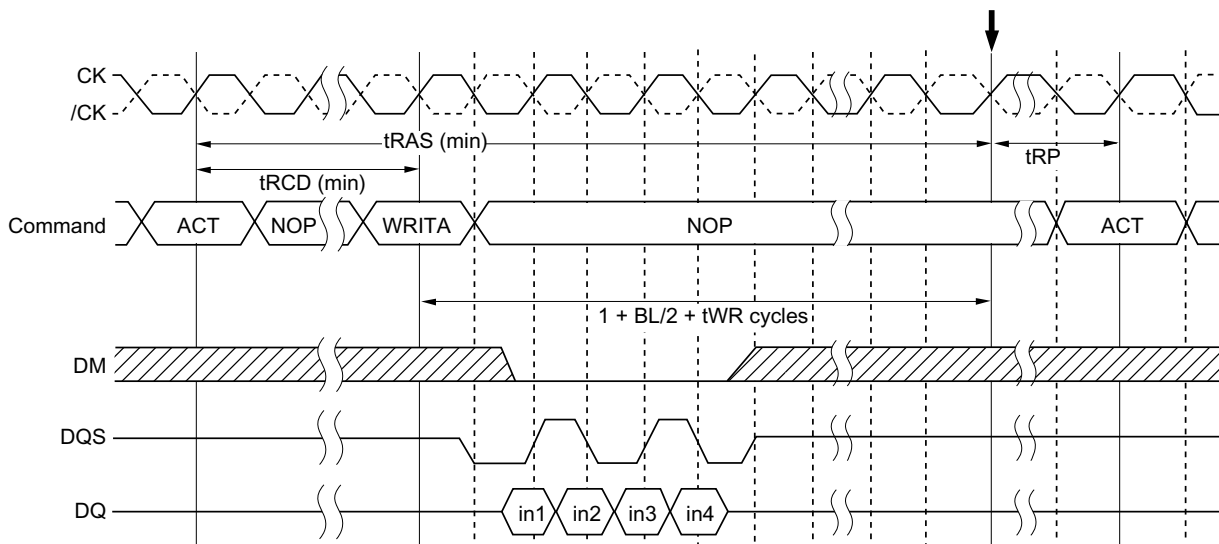 CK
/CK
tRAS (min)
tRP
tRCD (min)
Command ACT NOP WRITA NOP ACT
1 + BL/2 + tWR cycles
DM
DQS
DQ in1 in2 in3 in4